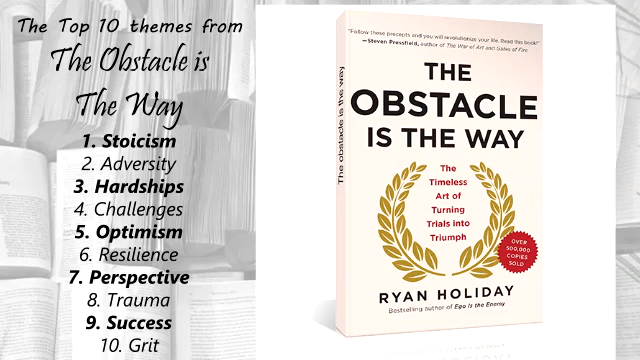 The Top 10 themes from
The Obstacle is
The Way
1. Stoicism
2. Adversity
3. Hardships
4. Challenges
5. Optimism
6. Resilience
7. Perspective
8. Trauma
9. Success
10. Grit
The obstacle is the way
"Follow these precepts and you will revolutionize your life. Read this book!"
—Steven Pressfield, author of The War of Art and Gates of Fire
THE
OBSTACLE
IS THE WAY
The
Timeless
Art of
Turning
Trials into
Triumph
OVER
500,000
COPIES
SOLD
RYAN HOLIDAY
Bestselling author of Ego Is the Enemy